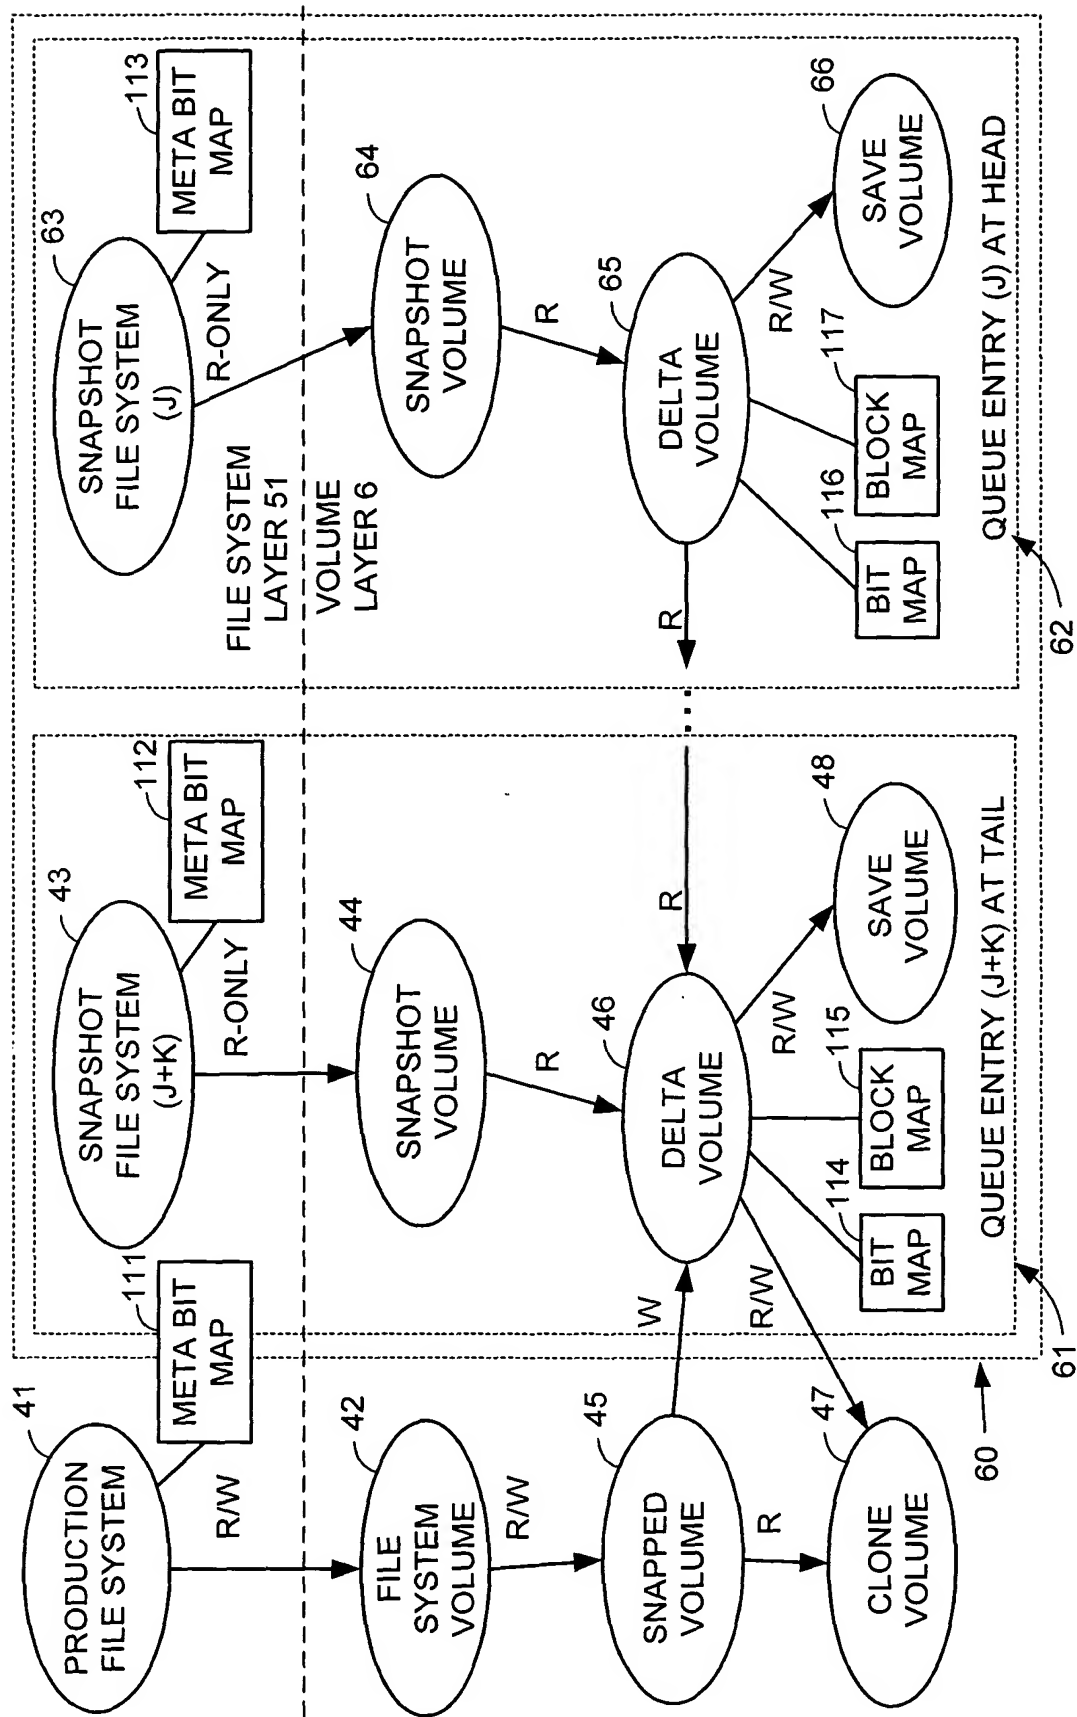 41
PRODUCTION
FILE SYSTEM
R/W
111
META BIT
MAP
42
FILE
SYSTEM
VOLUME
R/W
45
SNAPPED
VOLUME
W
R
R/W
47
CLONE
VOLUME
60
43
SNAPSHOT
FILE SYSTEM
(J+K)
R-ONLY
112
META BIT
MAP
44
SNAPSHOT
VOLUME
R
46
DELTA
VOLUME
R
R/W
48
SAVE
VOLUME
114
BIT
MAP
115
BLOCK
MAP
QUEUE ENTRY (J+K) AT TAIL
61
63
SNAPSHOT
FILE SYSTEM
(J)
R-ONLY
113
META BIT
MAP
FILE SYSTEM
LAYER 51
VOLUME
LAYER 6
64
SNAPSHOT
VOLUME
R
65
DELTA
VOLUME
R
R/W
66
SAVE
VOLUME
116
BIT
MAP
117
BLOCK
MAP
QUEUE ENTRY (J) AT HEAD
62